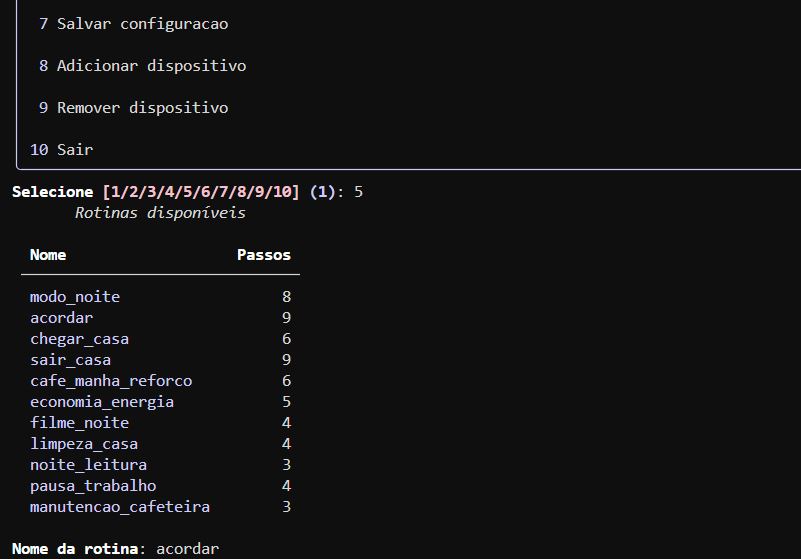 7 Salvar configuracao
8 Adicionar dispositivo
9 Remover dispositivo
10 Sair
Selecione [1/2/3/4/5/6/7/8/9/10] (1): 5
Rotinas disponíveis
Nome Passos
modo_noite 8
acordar 9
chegar_casa 6
sair_casa 9
cafe_manha_reforco 6
economia_energia 5
filme_noite 4
limpeza_casa 4
noite_leitura 3
pausa_trabalho 4
manutencao_cafeteira 3
Nome da rotina: acordar